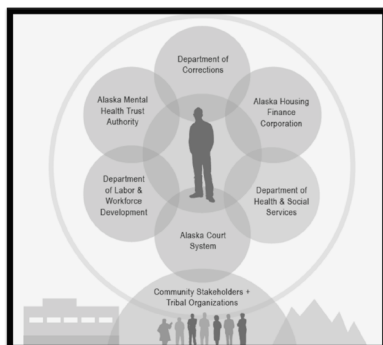 Department of
Corrections
Alaska Mental
Health Trust
Authority
Alaska Housing
Finance
Corporation
Department
of Labor &
Workforce
Development
Department of
Health & Social
Services
Alaska Court
System
Community Stakeholders +
Tribal Organizations